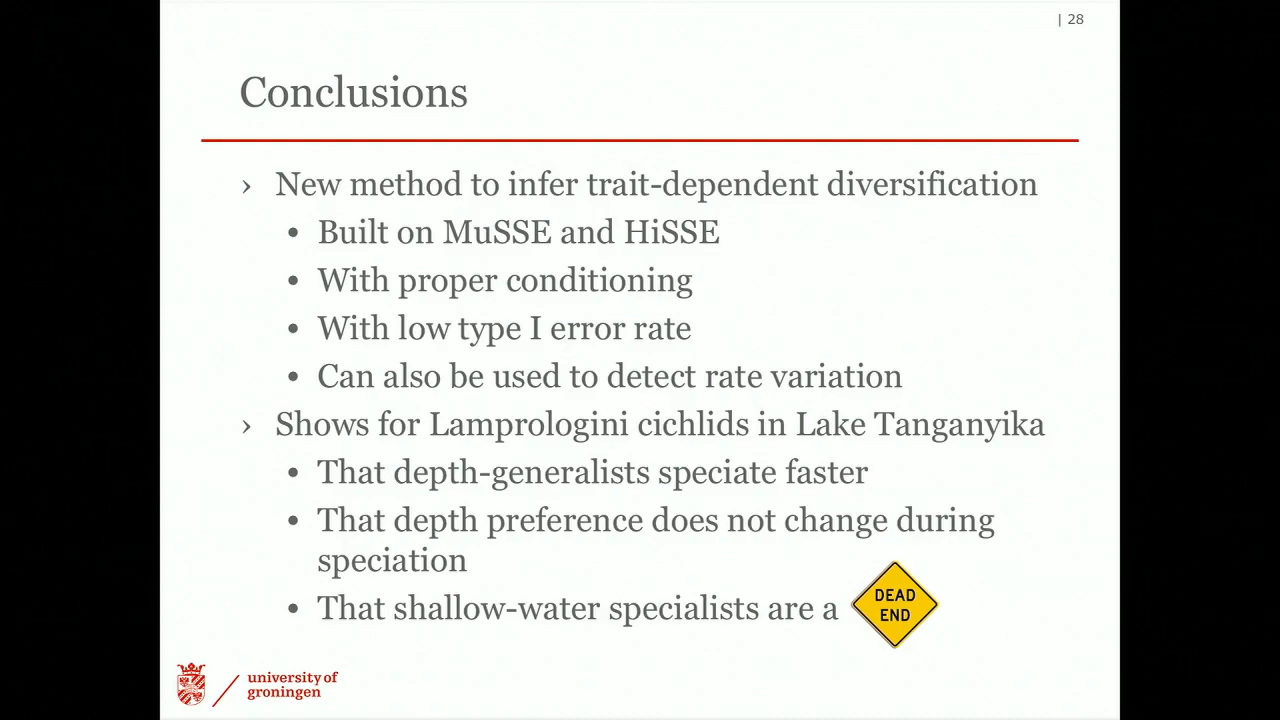 | 28
Conclusions
› New method to infer trait-dependent diversification
• Built on MuSSE and HiSSE
• With proper conditioning
• With low type I error rate
• Can also be used to detect rate variation
› Shows for Lamprologini cichlids in Lake Tanganyika
• That depth-generalists speciate faster
• That depth preference does not change during
speciation
• That shallow-water specialists are a
DEAD
END
university of
groningen